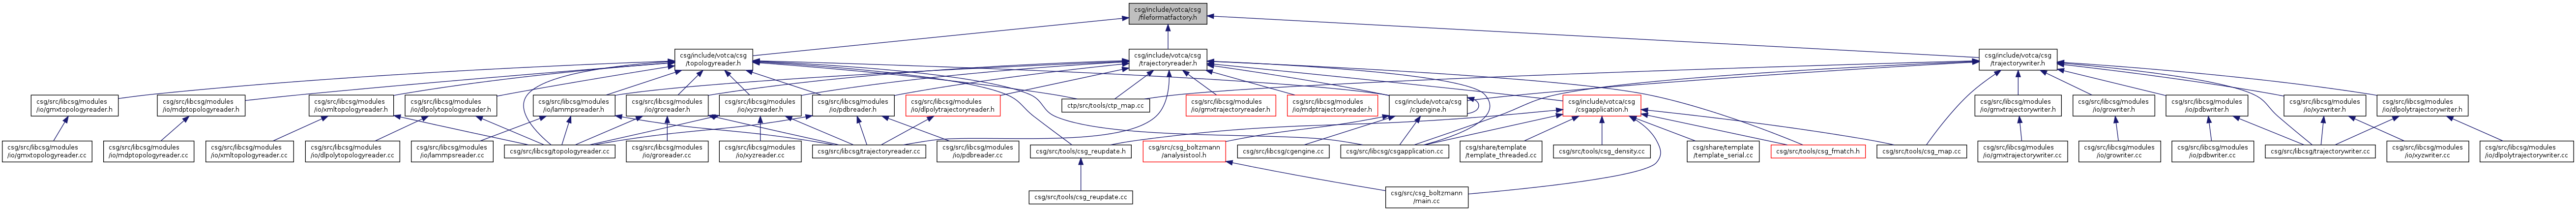 csg/include/votca/csg
/fileformatfactory.h
csg/include/votca/csg
/topologyreader.h
csg/include/votca/csg
/trajectoryreader.h
csg/include/votca/csg
/trajectorywriter.h
csg/src/libcsg/modules
/io/gmxtopologyreader.h
csg/src/libcsg/modules
/io/mdptopologyreader.h
csg/src/libcsg/modules
/io/xmltopologyreader.h
csg/src/libcsg/modules
/io/dlpolytopologyreader.h
csg/src/libcsg/modules
/io/lammpsreader.h
csg/src/libcsg/modules
/io/groreader.h
csg/src/libcsg/modules
/io/xyzreader.h
csg/src/libcsg/modules
/io/pdbreader.h
csg/src/libcsg/modules
/io/dlpolytrajectoryreader.h
ctp/src/tools/ctp_map.cc
csg/src/libcsg/modules
/io/gmxtrajectoryreader.h
csg/src/libcsg/modules
/io/mdptrajectoryreader.h
csg/include/votca/csg
/cgengine.h
csg/include/votca/csg
/csgapplication.h
csg/src/libcsg/modules
/io/gmxtrajectorywriter.h
csg/src/libcsg/modules
/io/growriter.h
csg/src/libcsg/modules
/io/pdbwriter.h
csg/src/libcsg/modules
/io/xyzwriter.h
csg/src/libcsg/modules
/io/dlpolytrajectorywriter.h
csg/src/libcsg/modules
/io/gmxtopologyreader.cc
csg/src/libcsg/modules
/io/mdptopologyreader.cc
csg/src/libcsg/modules
/io/xmltopologyreader.cc
csg/src/libcsg/modules
/io/dlpolytopologyreader.cc
csg/src/libcsg/modules
/io/lammpsreader.cc
csg/src/libcsg/topologyreader.cc
csg/src/libcsg/modules
/io/groreader.cc
csg/src/libcsg/modules
/io/xyzreader.cc
csg/src/libcsg/trajectoryreader.cc
csg/src/libcsg/modules
/io/pdbreader.cc
csg/src/tools/csg_reupdate.h
csg/src/csg_boltzmann
/analysistool.h
csg/src/libcsg/cgengine.cc
csg/src/libcsg/csgapplication.cc
csg/share/template
/template_threaded.cc
csg/src/tools/csg_density.cc
csg/share/template
/template_serial.cc
csg/src/tools/csg_fmatch.h
csg/src/tools/csg_map.cc
csg/src/libcsg/modules
/io/gmxtrajectorywriter.cc
csg/src/libcsg/modules
/io/growriter.cc
csg/src/libcsg/modules
/io/pdbwriter.cc
csg/src/libcsg/trajectorywriter.cc
csg/src/libcsg/modules
/io/xyzwriter.cc
csg/src/libcsg/modules
/io/dlpolytrajectorywriter.cc
csg/src/tools/csg_reupdate.cc
csg/src/csg_boltzmann
/main.cc